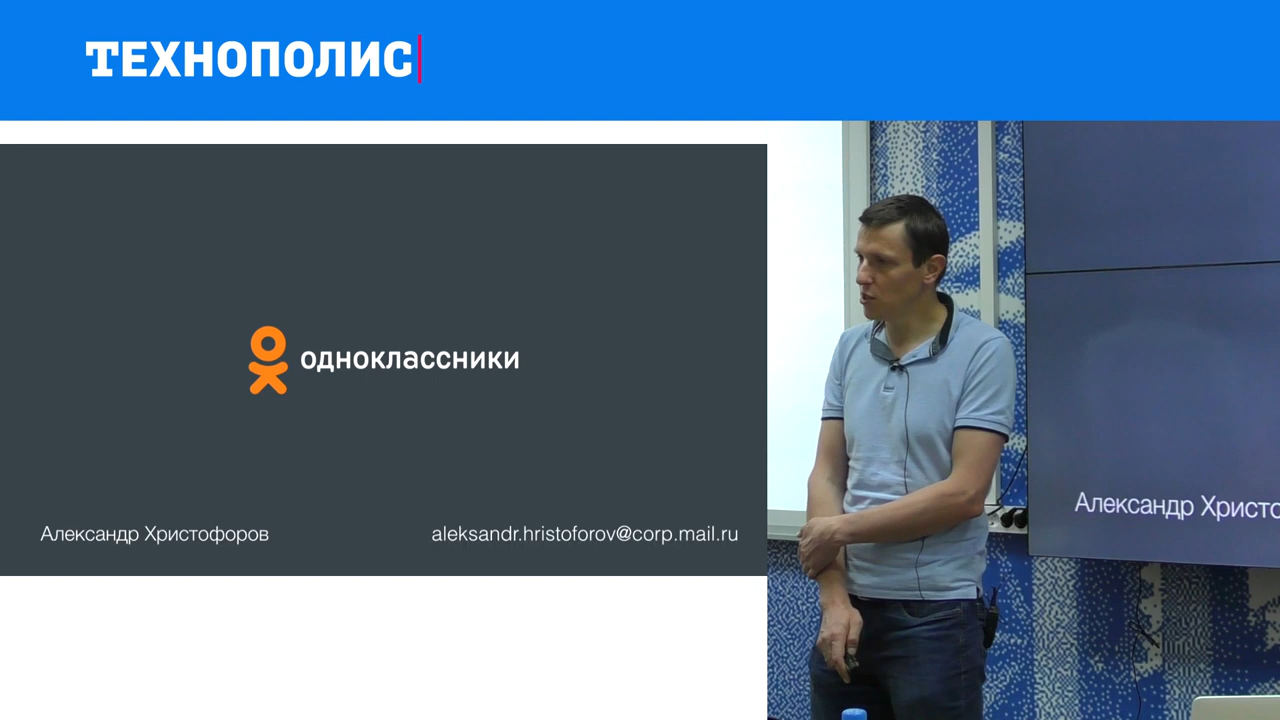 ТЕХНОПОЛИС
одноклассники
Александр Христофоров
aleksandr.hristoforov@corp.mail.ru
Александр Христо